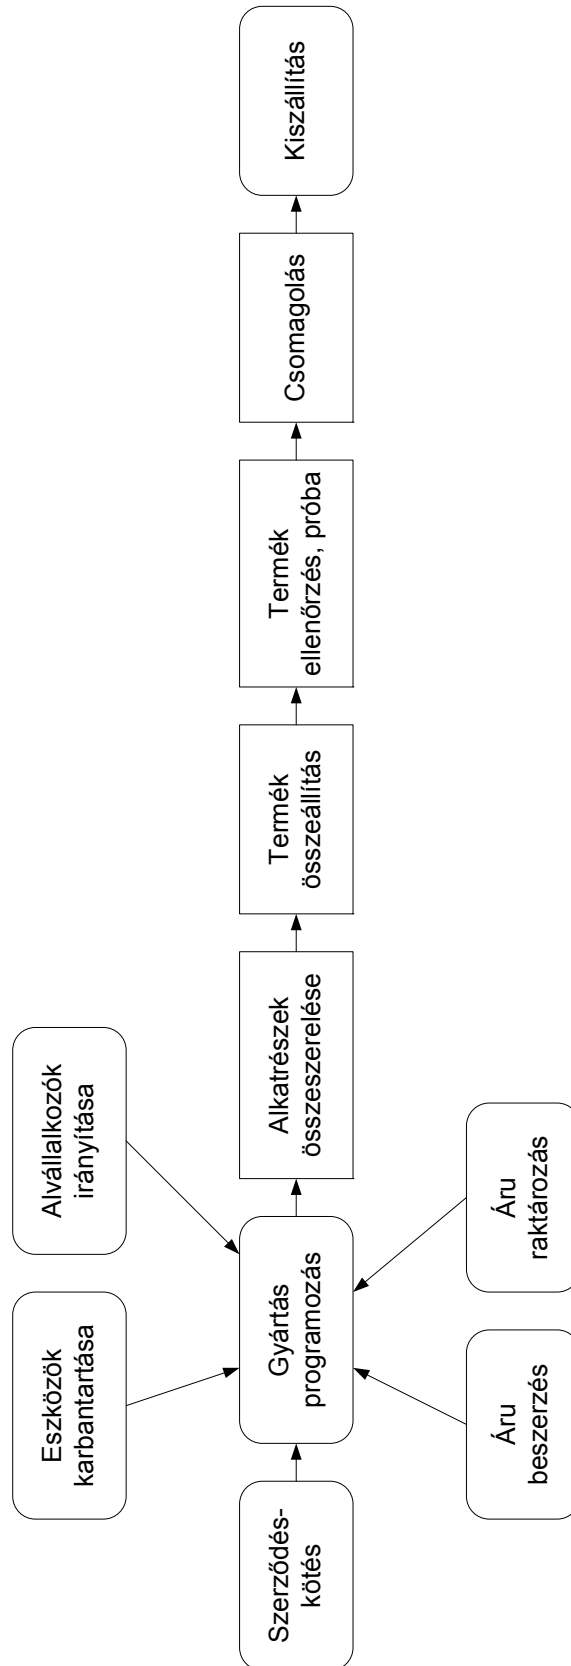 Eszközök
karbantartása
Alvállalkozók
irányítása
Szerződés-
kötés
Gyártás
programozás
Alkatrészek
összeszerelése
Termék
összeállítás
Termék
ellenőrzés, próba
Csomagolás
Kiszállítás
Áru
beszerzés
Áru
raktározás